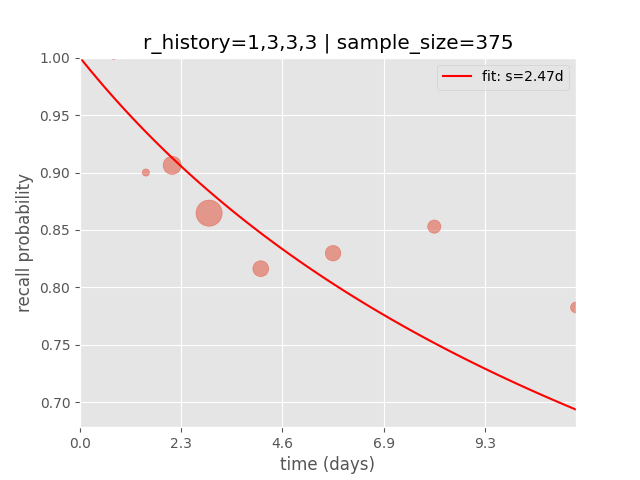 r_history=1,3,3,3 | sample_size=375
fit: s=2.47d
1.00
0.95
0.90
0.85
0.80
0.75
0.70
recall probability
0.0 2.3 4.6 6.9 9.3
time (days)